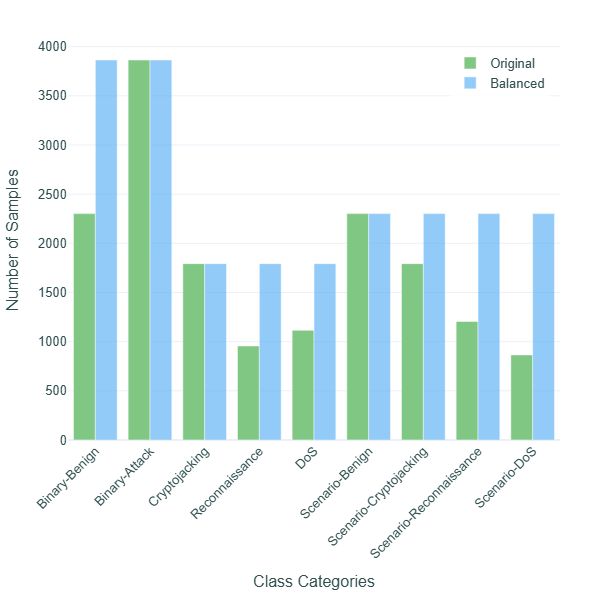 Original
Balanced
4000
3500
3000
2500
2000
1500
1000
500
0
Number of Samples
Binary-Benign
Binary-Attack
Cryptojacking
Reconnaissance
DoS
Scenario-Benign
Scenario-Cryptojacking
Scenario-Reconnaissance
Scenario-DoS
Class Categories